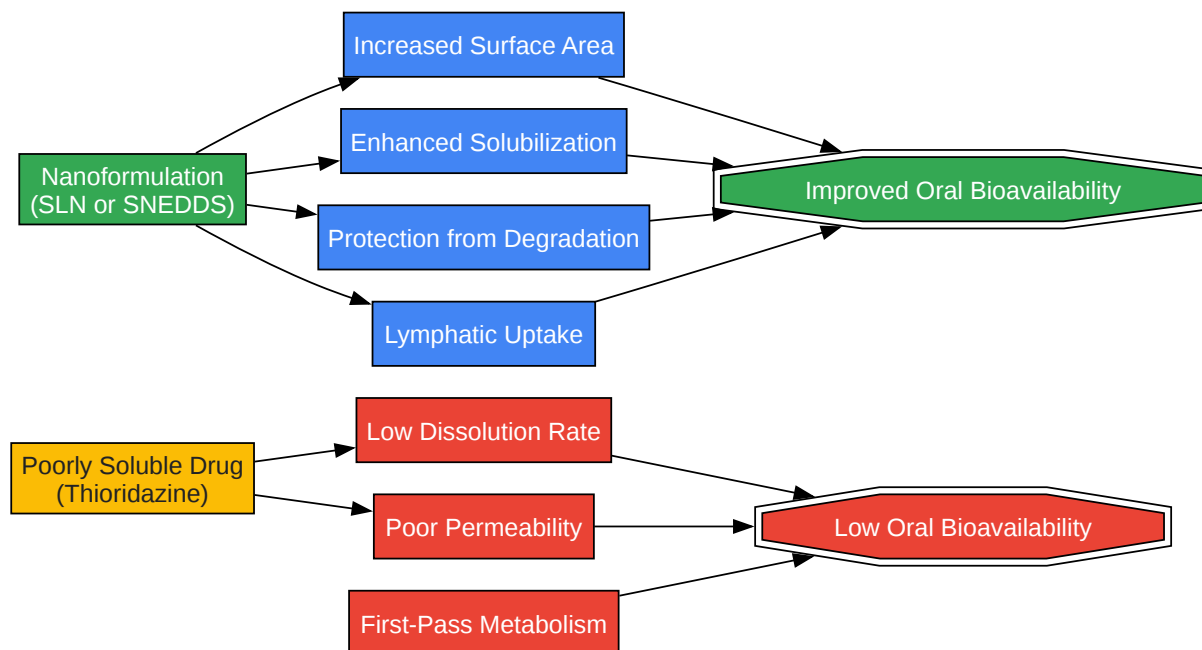 Increased Surface Area
Enhanced Solubilization
Nanoformulation
(SLN or SNEDDS)
Improved Oral Bioavailability
Protection from Degradation
Lymphatic Uptake
Low Dissolution Rate
Poorly Soluble Drug
(Thioridazine)
Poor Permeability
Low Oral Bioavailability
First-Pass Metabolism